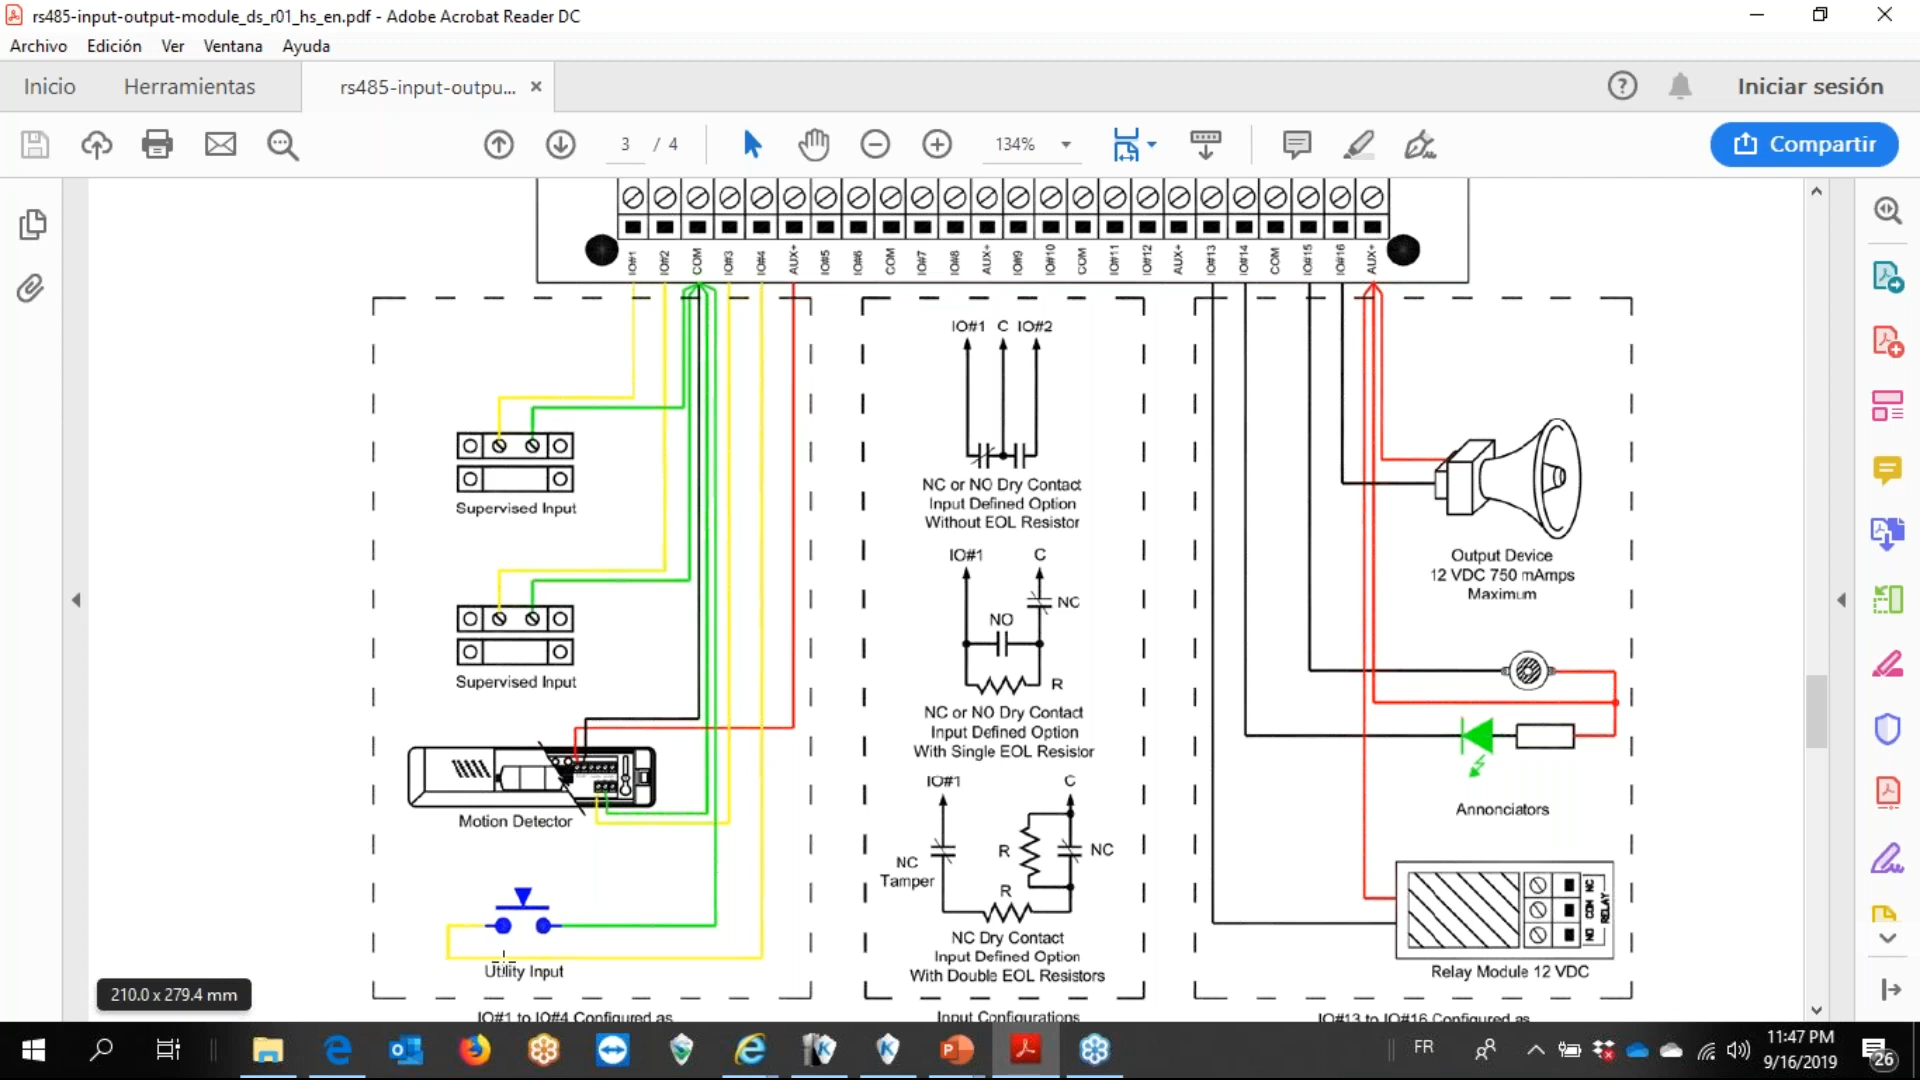 rs485-input-output-module_ds_r01_hs_en.pdf - Adobe Acrobat Reader DC
Archivo Edición Ver Ventana Ayuda
Inicio Herramientas rs485-input-outpu... Iniciar sesión
3 / 4 134% Compartir
IO#1 IO#2 COM IO#3 IO#4 AUX+ IO#5 IO#6 COM IO#7 IO#8 AUX+ IO#9 IO#10 COM IO#11 IO#12 AUX+ IO#13 IO#14 COM IO#15 IO#16 AUX+
Supervised Input
Supervised Input
Motion Detector
Utility Input
IO#1 to IO#4 Configured as
IO#1 C IO#2
NC or NO Dry Contact
Input Defined Option
Without EOL Resistor
IO#1 C
NC
NO
R
NC or NO Dry Contact
Input Defined Option
With Single EOL Resistor
IO#1 C
R NC
NC
Tamper
R
NC Dry Contact
Input Defined Option
With Double EOL Resistors
Input Configurations
Output Device
12 VDC 750 mAmps
Maximum
Annonciators
NO COM NC
RELAY
Relay Module 12 VDC
IO#13 to IO#16 Configured as
210.0 x 279.4 mm
FR
11:47 PM
9/16/2019
26